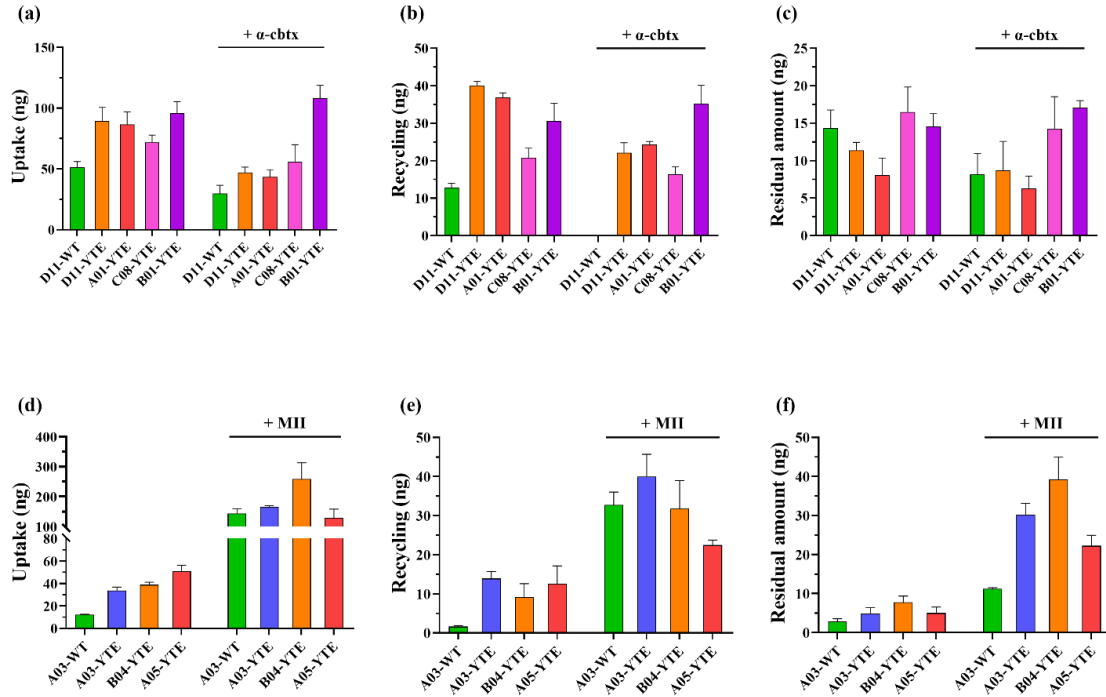 (a)
+ α-cbtx
Uptake (ng)
150
100
50
0
D11-WT
D11-YTE
A01-YTE
C08-YTE
B01-YTE
D11-WT
D11-YTE
A01-YTE
C08-YTE
B01-YTE
(b)
+ α-cbtx
Recycling (ng)
50
40
30
20
10
0
D11-WT
D11-YTE
A01-YTE
C08-YTE
B01-YTE
D11-WT
D11-YTE
A01-YTE
C08-YTE
B01-YTE
(c)
+ α-cbtx
Residual amount (ng)
25
20
15
10
5
0
D11-WT
D11-YTE
A01-YTE
C08-YTE
B01-YTE
D11-WT
D11-YTE
A01-YTE
C08-YTE
B01-YTE
(d)
+ MII
Uptake (ng)
400
300
200
100
80
60
40
20
0
A03-WT
A03-YTE
B04-YTE
A05-YTE
A03-WT
A03-YTE
B04-YTE
A05-YTE
(e)
+ MII
Recycling (ng)
50
40
30
20
10
0
A03-WT
A03-YTE
B04-YTE
A05-YTE
A03-WT
A03-YTE
B04-YTE
A05-YTE
(f)
+ MII
Residual amount (ng)
50
40
30
20
10
0
A03-WT
A03-YTE
B04-YTE
A05-YTE
A03-WT
A03-YTE
B04-YTE
A05-YTE